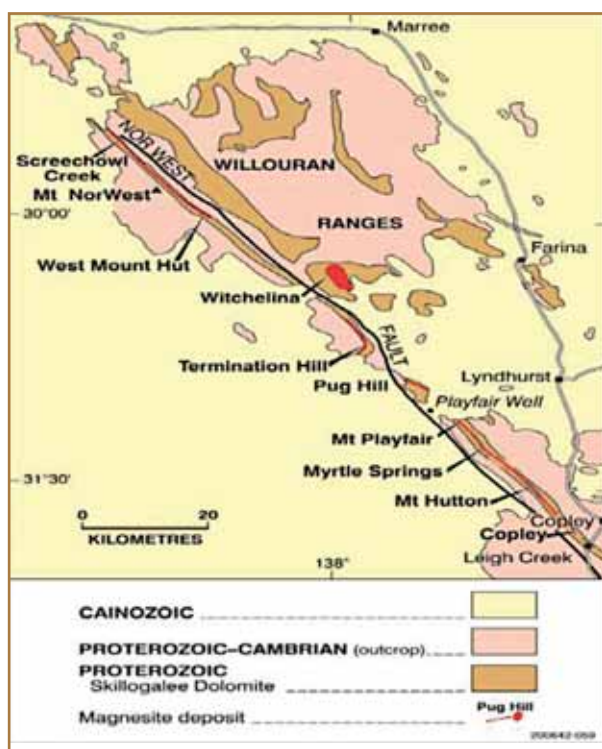 Marree
NOR WEST
Screechowl
Creek
WILLOURAN
Mt NorWest
30°00'
RANGES
West Mount Hut
Farina
Witchelina
FAULT
Termination Hill
Lyndhurst
Pug Hill
Playfair Well
Mt Playfair
Myrtle Springs
31°30'
Mt Hutton
0 20
KILOMETRES
Copley
Copley
Leigh Creek
138°
CAINOZOIC
PROTEROZOIC–CAMBRIAN (outcrop)
PROTEROZOIC
Skillogalee Dolomite
Magnesite deposit
Pug Hill
200642-059